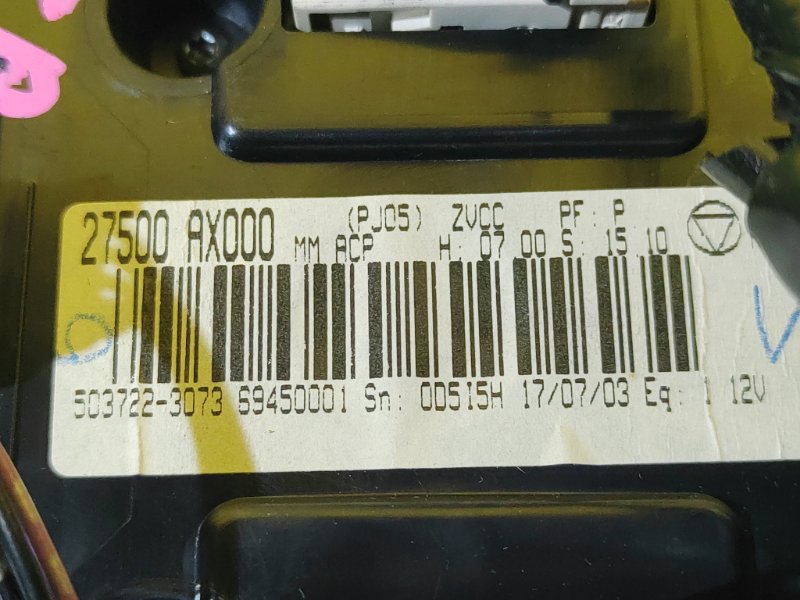 27500 AX000 (PJ05) ZVCC PF: P
MM ACP H: 07 00 S: 15 10
503722-3073 69450001 Sn: 0D5I5H 17/07/03 Eq: 1 12V